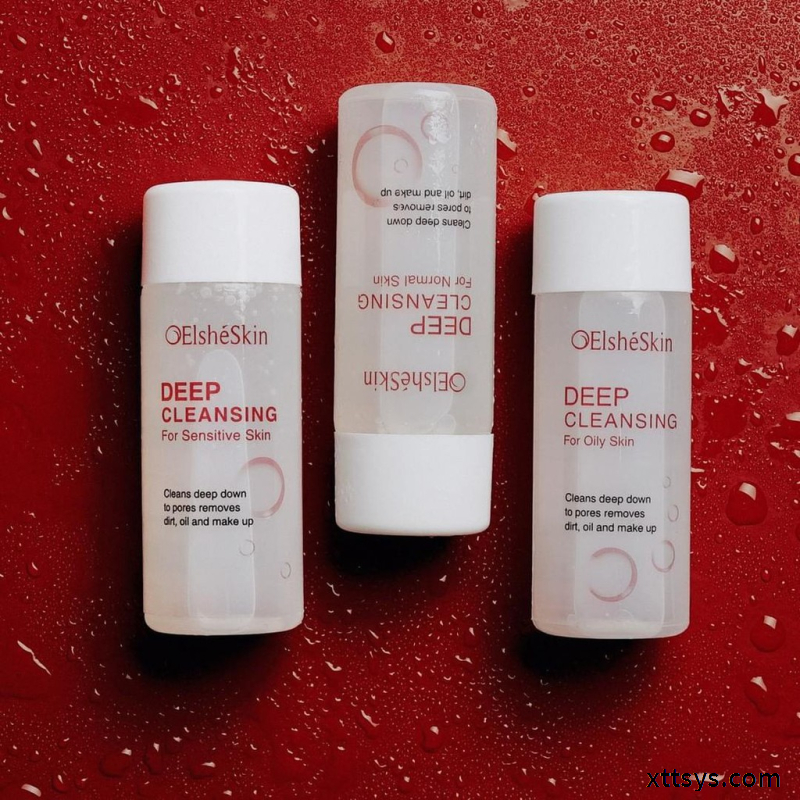 ElshéSkin
DEEP
CLEANSING
For Sensitive Skin
Cleans deep down
to pores removes
dirt, oil and make up
ElshéSkin
DEEP
CLEANSING
For Normal Skin
Cleans deep down
to pores removes
dirt, oil and make up
ElshéSkin
DEEP
CLEANSING
For Oily Skin
Cleans deep down
to pores removes
dirt, oil and make up
xttsys.com